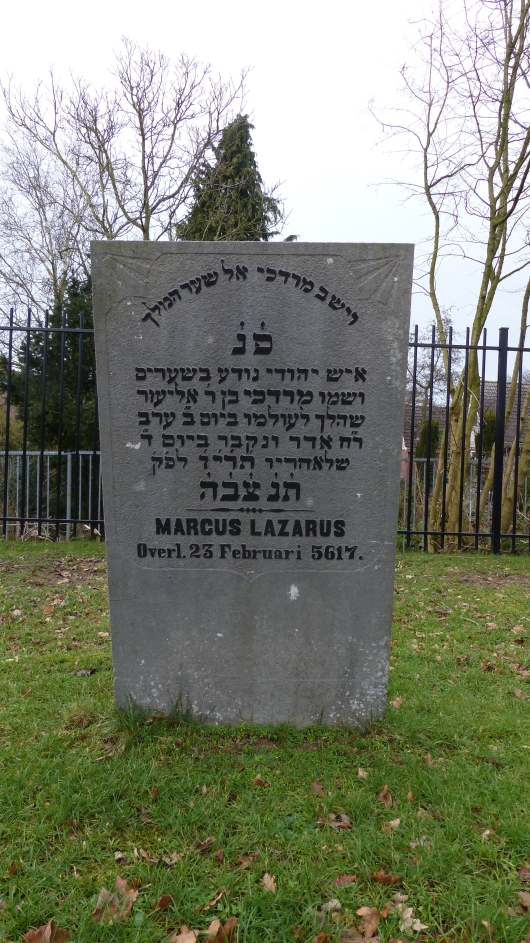 וישב מרדכי אל שער המלך
פ׳נ׳
איש יהודי נודע בשערים
ושמו מרדכי בן ר׳ אליעזר
שהלך לעולמו ביום ב׳ ערב
ר״ח אדר ונקבר ביום ד׳
שלאחריו תרי״ז לפ״ק
תנצבה
MARCUS LAZARUS
Overl. 23 Februari 5617.